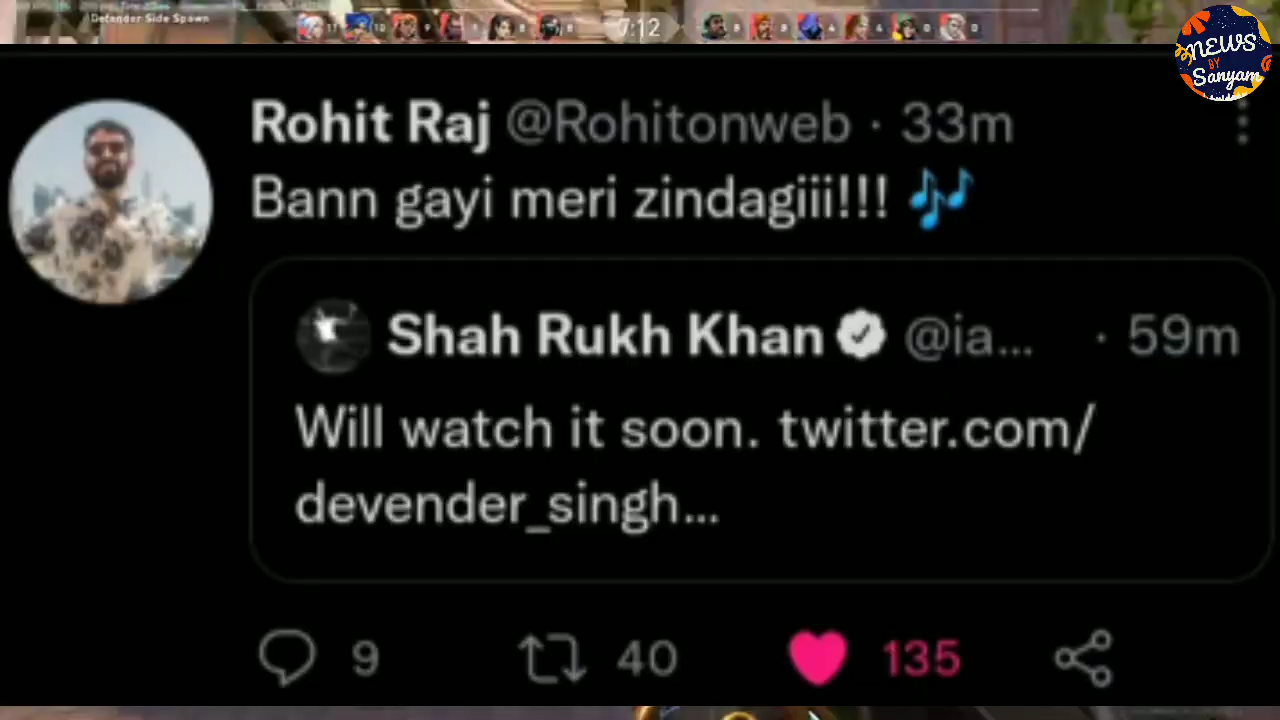 Defender Side Spawn
7:12
NEWS
BY
Sanyam
Rohit Raj @Rohitonweb · 33m
Bann gayi meri zindagiii!!! 🎶
Shah Rukh Khan @ia... · 59m
Will watch it soon. twitter.com/
devender_singh...
9 40 135